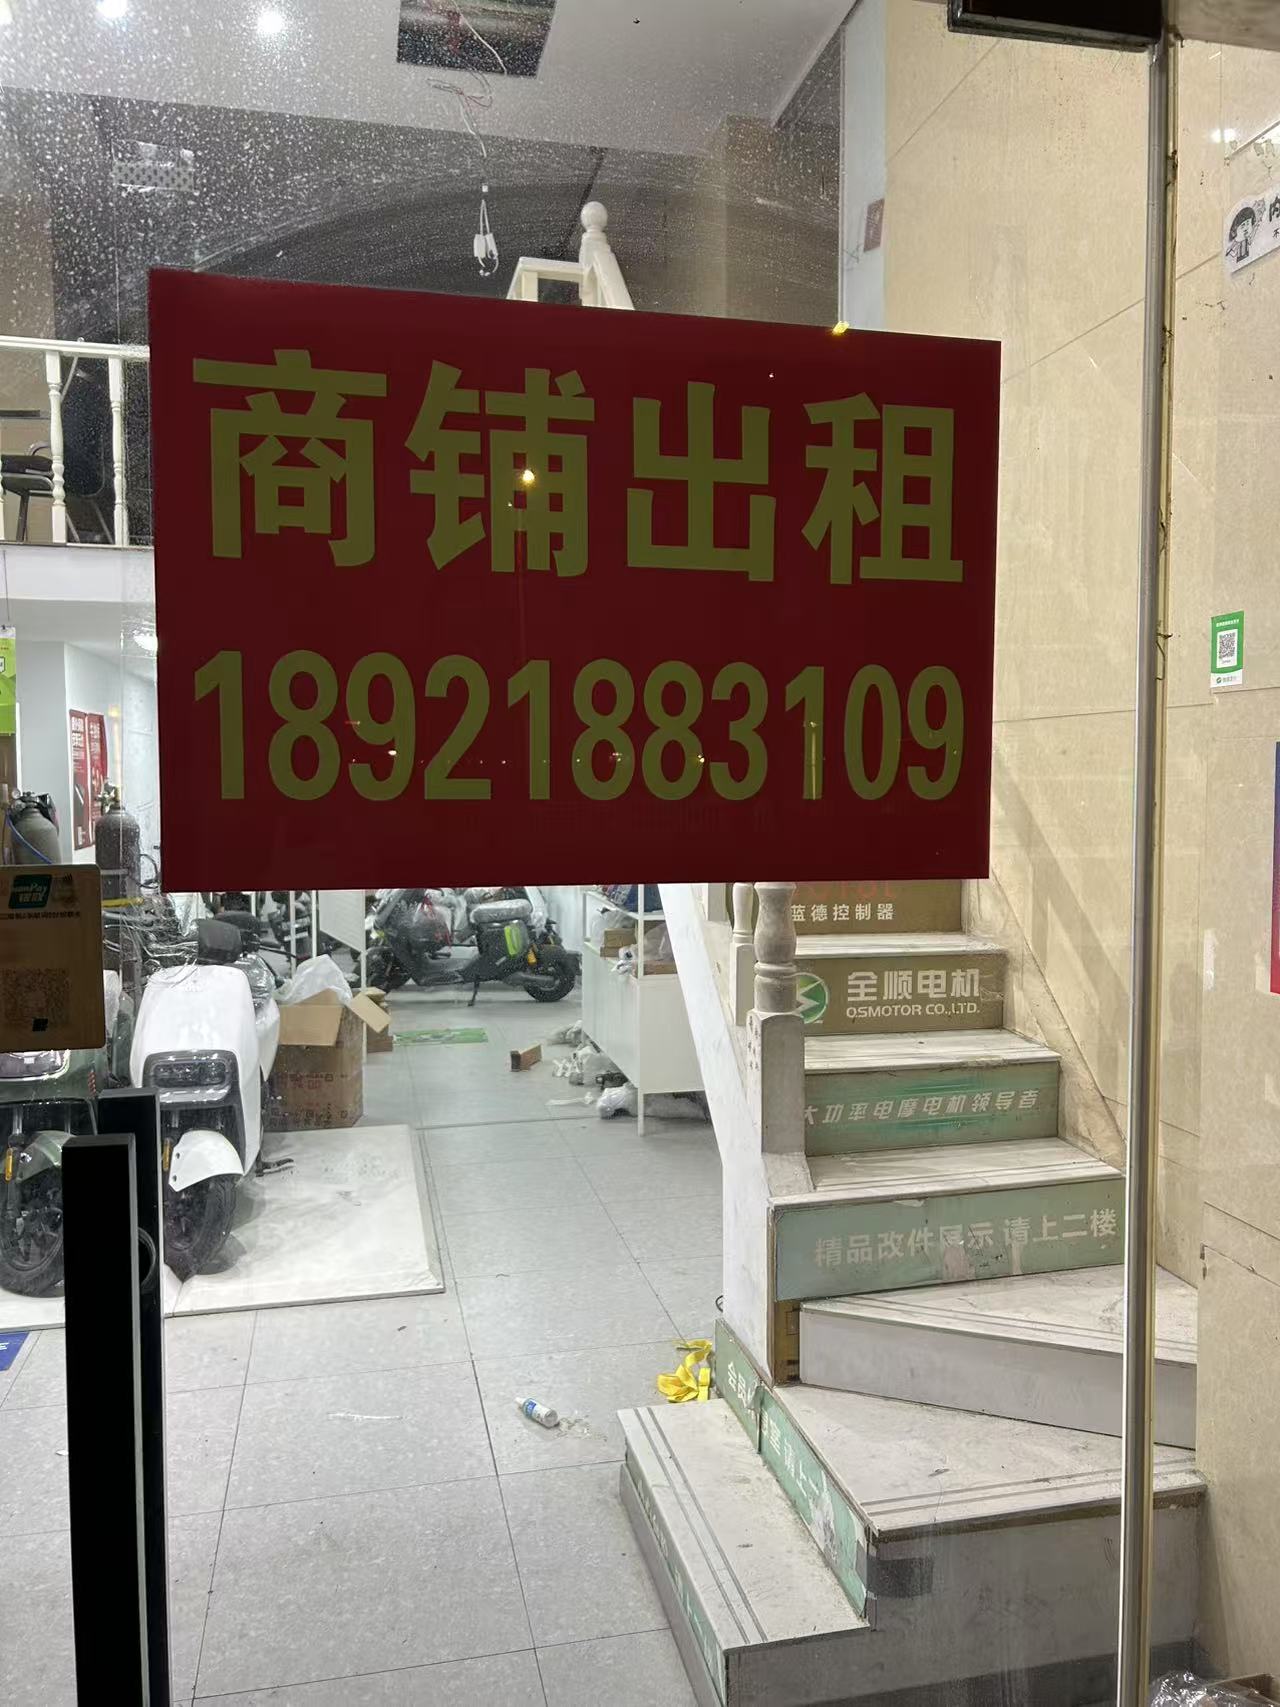 商铺出租
18921883109
蓝德控制器
全顺电机
QSMOTOR CO.,LTD.
大功率电摩电机领导者
精品改件展示 请上二楼